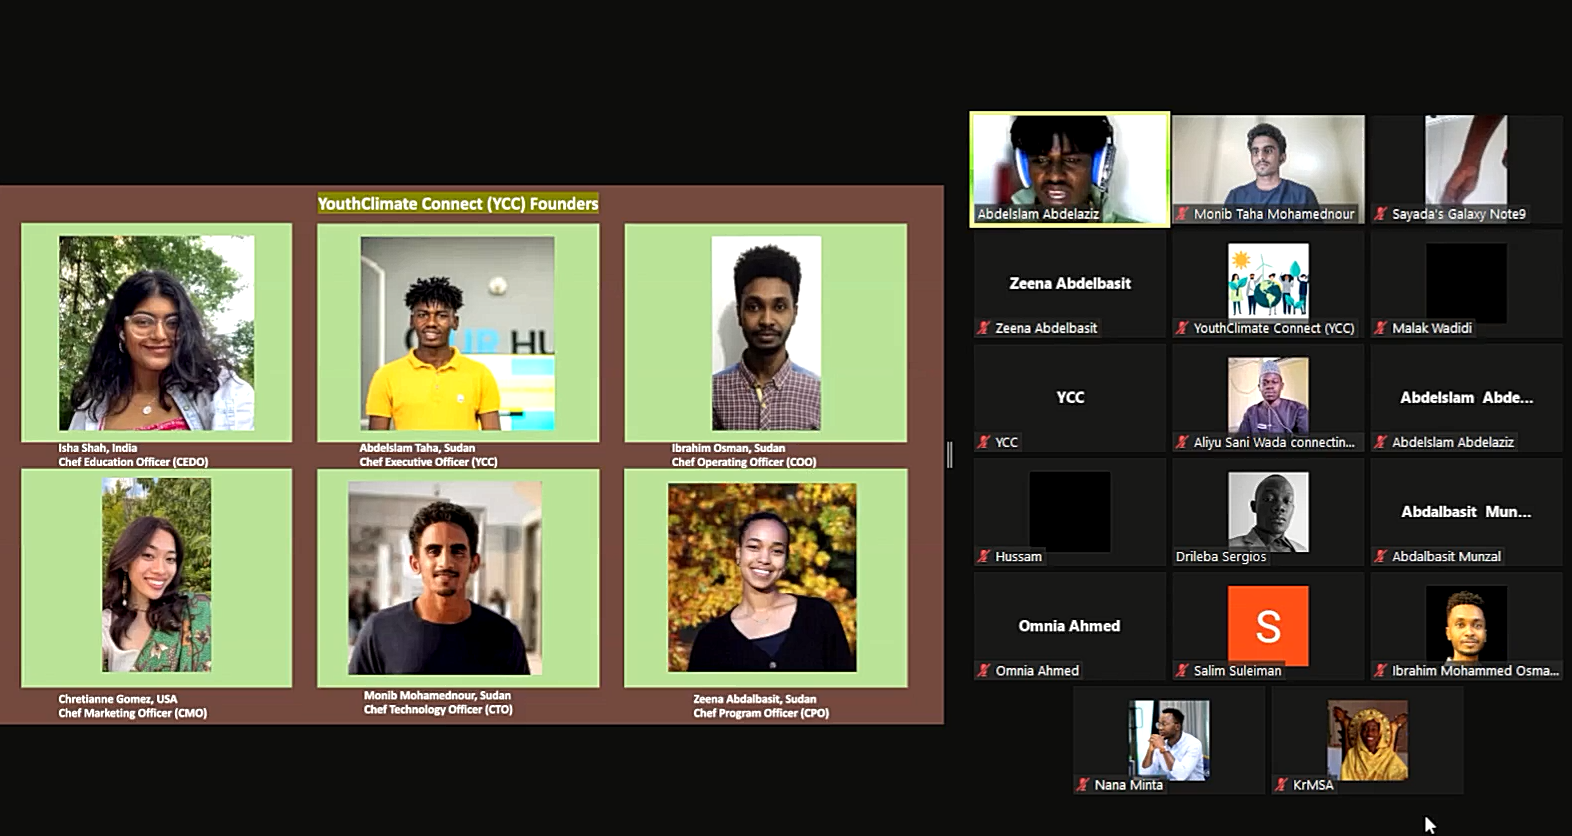 YouthClimate Connect (YCC) Founders
UR HU
Isha Shah, India
Chef Education Officer (CEDO)
Abdelslam Taha, Sudan
Chef Executive Officer (YCC)
Ibrahim Osman, Sudan
Chef Operating Officer (COO)
Chretianne Gomez, USA
Chef Marketing Officer (CMO)
Monib Mohamednour, Sudan
Chef Technology Officer (CTO)
Zeena Abdalbasit, Sudan
Chef Program Officer (CPO)
Abdelslam Abdelaziz
Monib Taha Mohamednour
Sayada's Galaxy Note9
Zeena Abdelbasit
Zeena Abdelbasit
YouthClimate Connect (YCC)
Malak Wadidi
YCC
YCC
Aliyu Sani Wada connectin...
Abdelslam Abde...
Abdelslam Abdelaziz
Hussam
Drileba Sergios
Abdalbasit Mun...
Abdalbasit Munzal
Omnia Ahmed
Omnia Ahmed
S
Salim Suleiman
Ibrahim Mohammed Osma...
Nana Minta
KrMSA